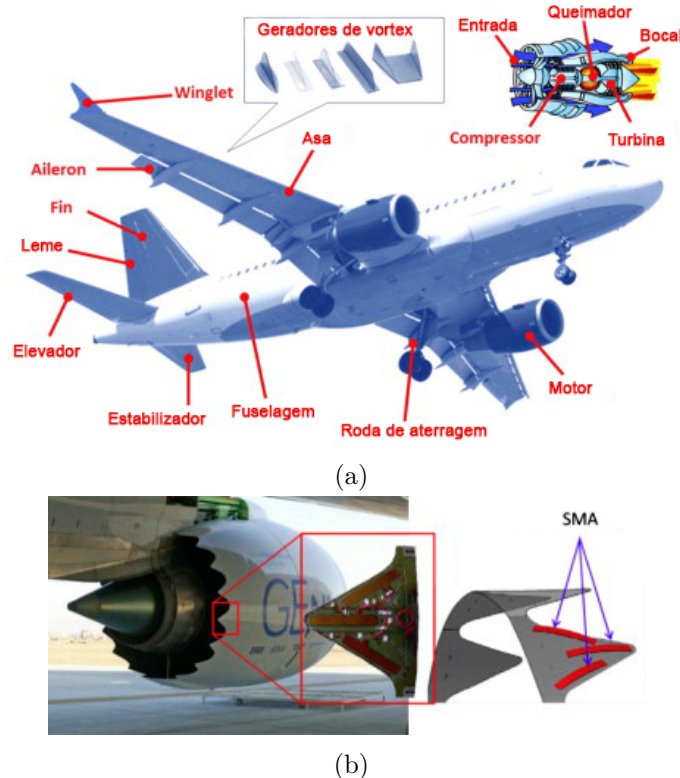 Geradores de vortex
Queimador
Entrada
Bocal
Winglet
Compressor
Turbina
Asa
Aileron
Fin
Leme
Elevador
Estabilizador
Fuselagem
Roda de aterragem
Motor
(a)
SMA
GEN
(b)